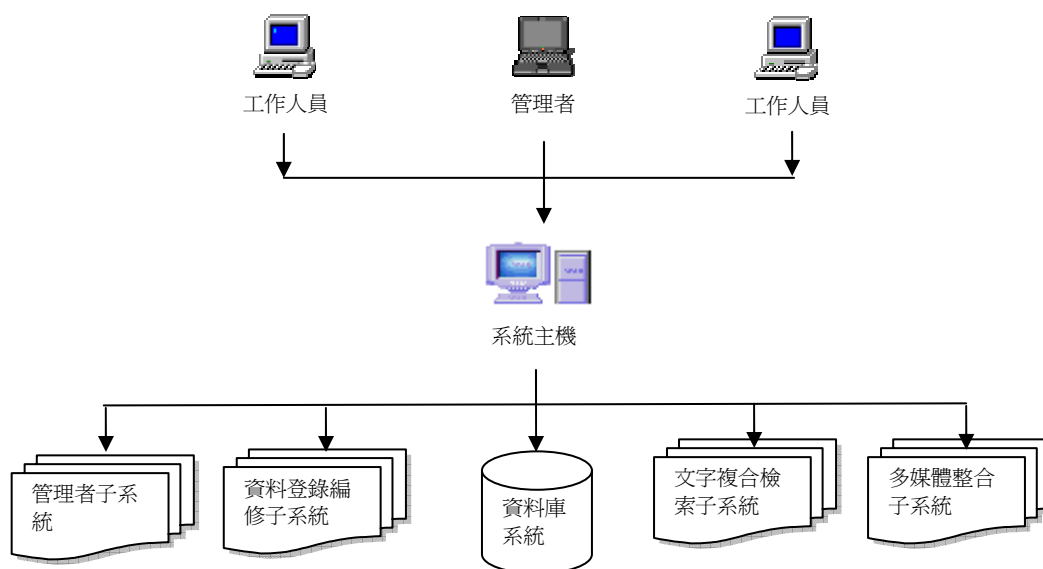 工作人員
管理者
工作人員
系統主機
管理者子系
統
資料登錄編
修子系統
資料庫
系統
文字複合檢
索子系統
多媒體整合
子系統